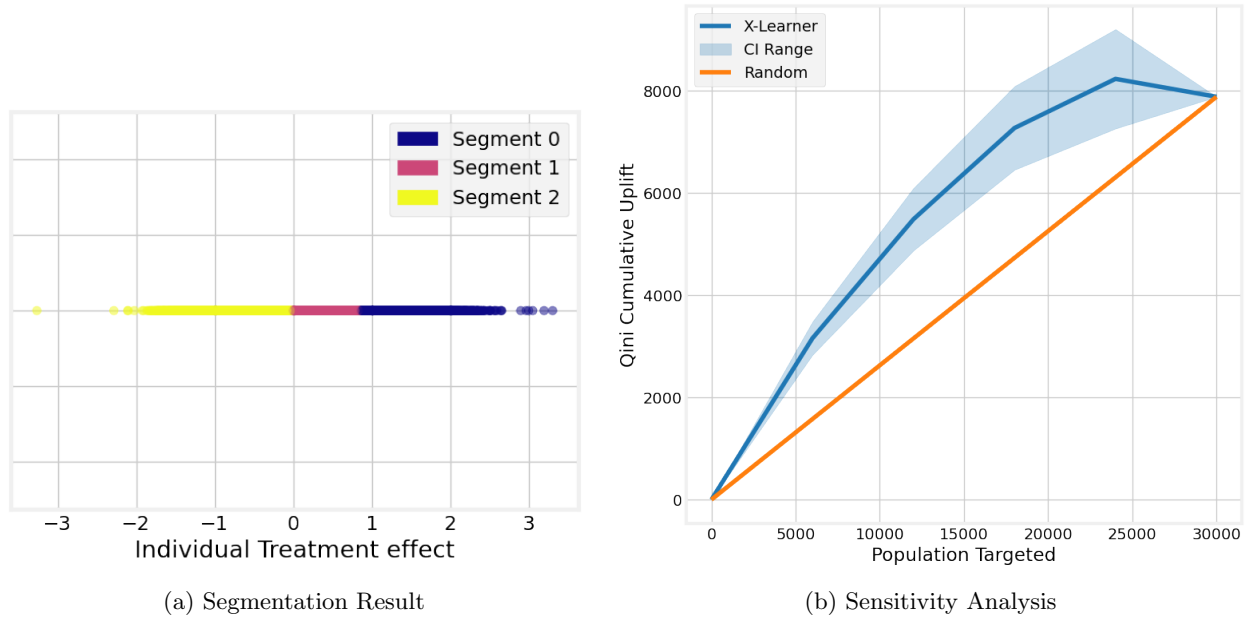 Segment 0
Segment 1
Segment 2
−3 −2 −1 0 1 2 3
Individual Treatment effect
(a) Segmentation Result
X-Learner
CI Range
Random
Qini Cumulative Uplift
8000
6000
4000
2000
0
0 5000 10000 15000 20000 25000 30000
Population Targeted
(b) Sensitivity Analysis